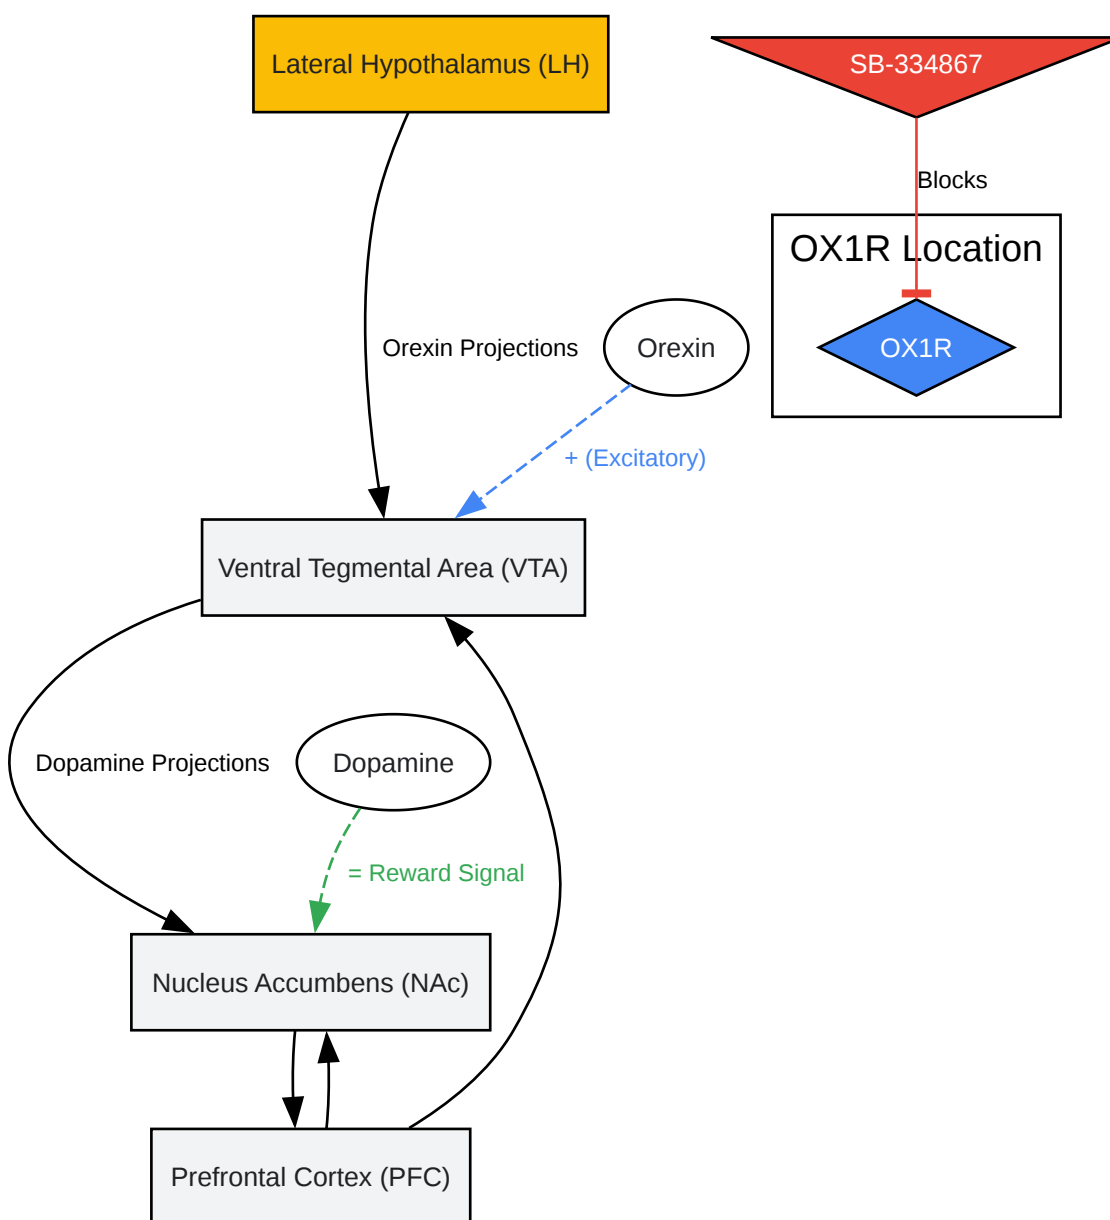 Lateral Hypothalamus (LH)
SB-334867
Blocks
OX1R Location
Orexin Projections
Orexin
OX1R
+ (Excitatory)
Ventral Tegmental Area (VTA)
Dopamine Projections
Dopamine
= Reward Signal
Nucleus Accumbens (NAc)
Prefrontal Cortex (PFC)